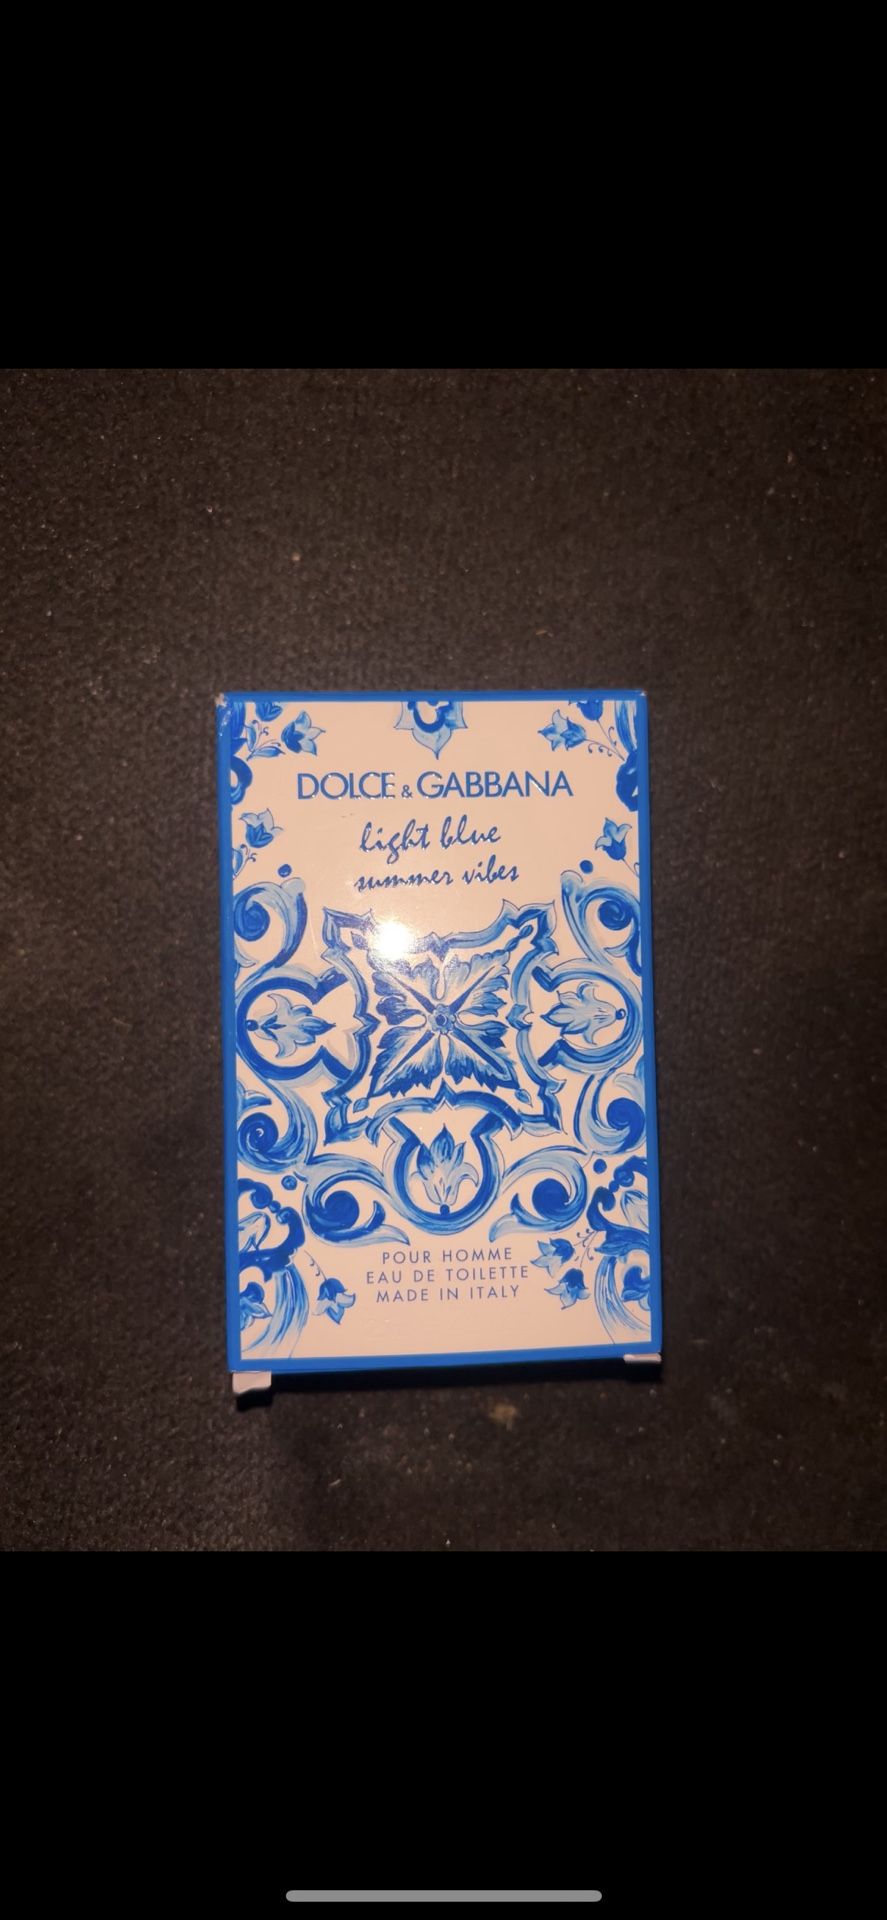 DOLCE & GABBANA
light blue
summer vibes
POUR HOMME
EAU DE TOILETTE
MADE IN ITALY